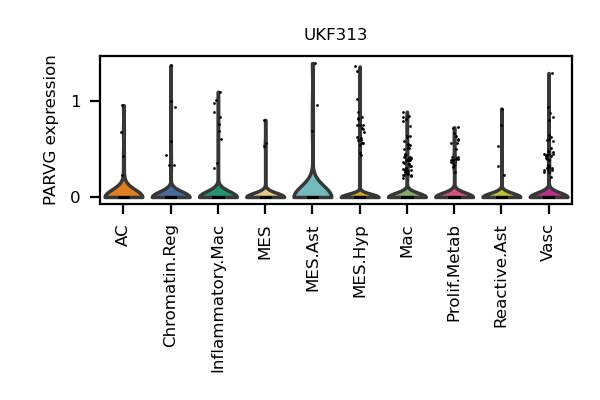 UKF313
PARVG expression
1
0
AC
Chromatin.Reg
Inflammatory.Mac
MES
MES.Ast
MES.Hyp
Mac
Prolif.Metab
Reactive.Ast
Vasc